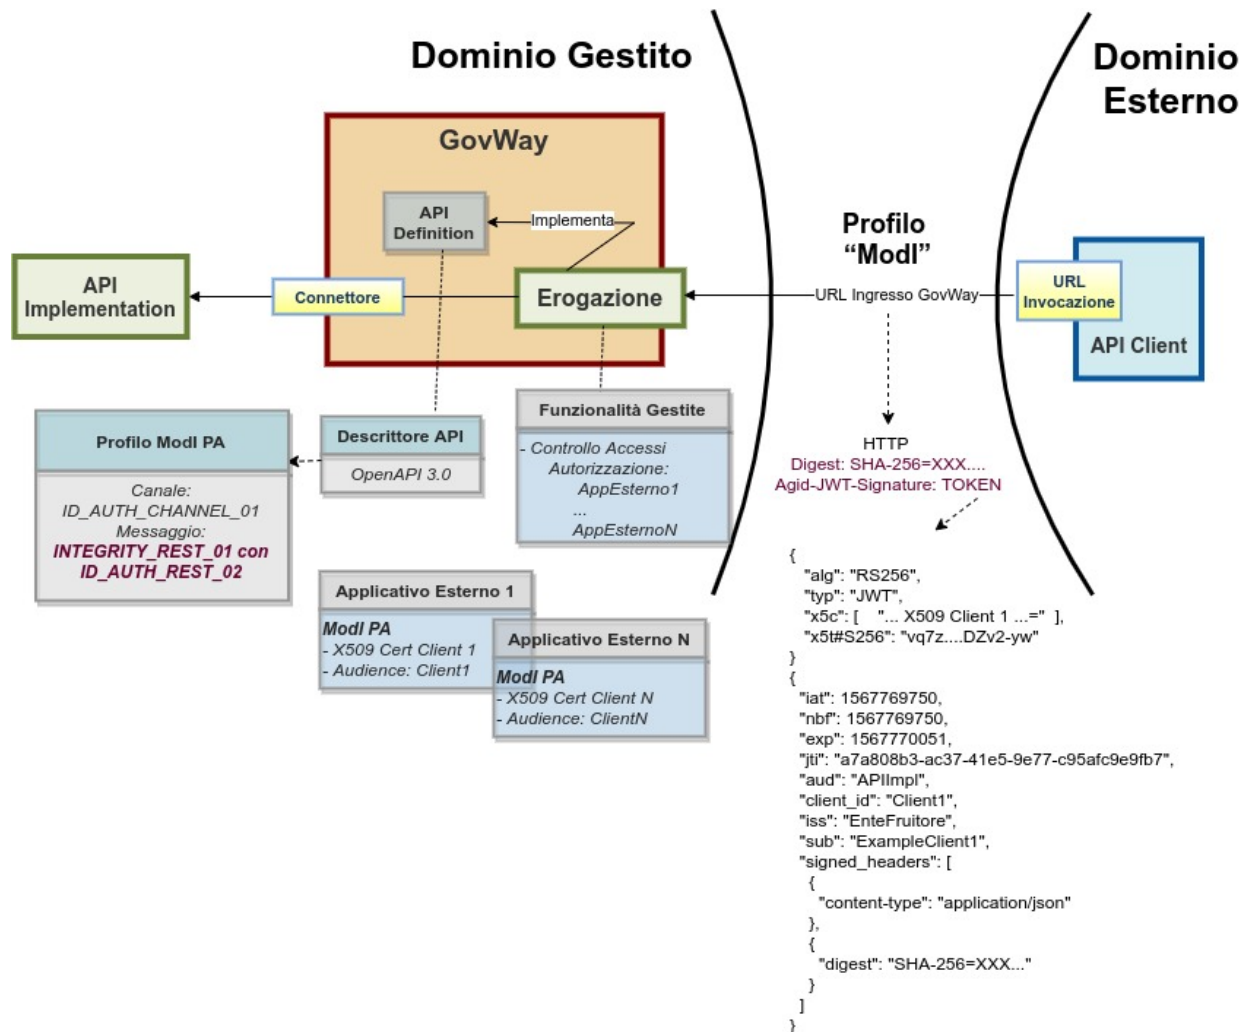 Dominio Gestito
Dominio
Esterno
GovWay
API
Definition
Implementa
Profilo
“ModI”
API
Implementation
Connettore
Erogazione
URL Ingresso GovWay
URL
Invocazione
API Client
Profilo ModI PA
Canale:
ID_AUTH_CHANNEL_01
Messaggio:
INTEGRITY_REST_01 con
ID_AUTH_REST_02
Descrittore API
OpenAPI 3.0
Funzionalità Gestite
- Controllo Accessi
Autorizzazione:
AppEsterno1
...
AppEsternoN
HTTP
Digest: SHA-256=XXX....
Agid-JWT-Signature: TOKEN
Applicativo Esterno 1
ModI PA
- X509 Cert Client 1
- Audience: Client1
Applicativo Esterno N
ModI PA
- X509 Cert Client N
- Audience: ClientN
{
"alg": "RS256",
"typ": "JWT",
"x5c": [ "... X509 Client 1 ...=" ],
"x5t#S256": "vq7z....DZv2-yw"
}
{
"iat": 1567769750,
"nbf": 1567769750,
"exp": 1567770051,
"jti": "a7a808b3-ac37-41e5-9e77-c95afc9e9fb7",
"aud": "APIImpl",
"client_id": "Client1",
"iss": "EnteFruitore",
"sub": "ExampleClient1",
"signed_headers": [
{
"content-type": "application/json"
},
{
"digest": "SHA-256=XXX..."
}
]
}